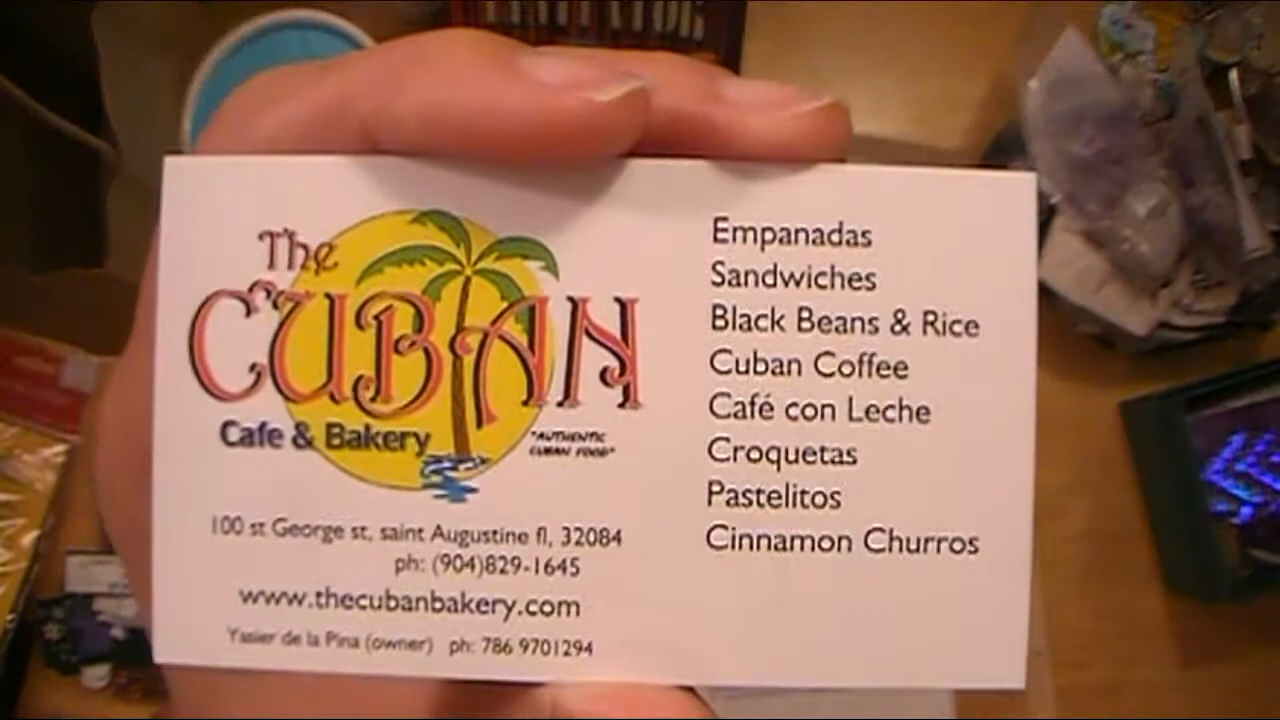 The
CUBAN
Cafe & Bakery
"AUTHENTIC
CUBAN FOOD"
100 st George st, saint Augustine fl, 32084
ph: (904)829-1645
www.thecubanbakery.com
Yasier de la Pina (owner) ph: 786 9701294
Empanadas
Sandwiches
Black Beans & Rice
Cuban Coffee
Café con Leche
Croquetas
Pastelitos
Cinnamon Churros